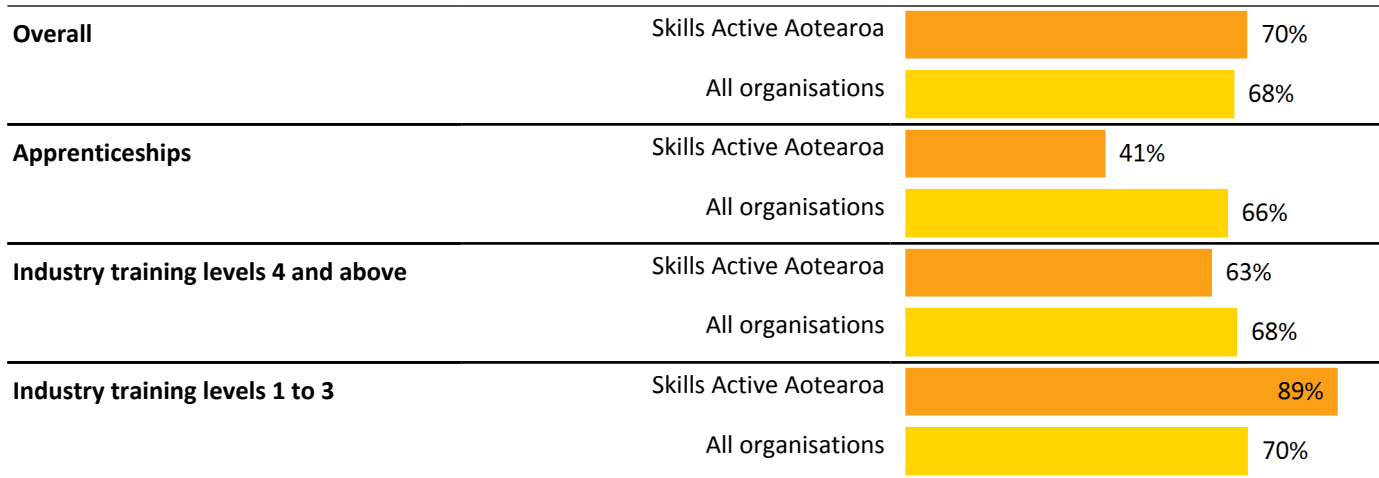 Overall Skills Active Aotearoa 70%
All organisations 68%
Apprenticeships Skills Active Aotearoa 41%
All organisations 66%
Industry training levels 4 and above Skills Active Aotearoa 63%
All organisations 68%
Industry training levels 1 to 3 Skills Active Aotearoa 89%
All organisations 70%